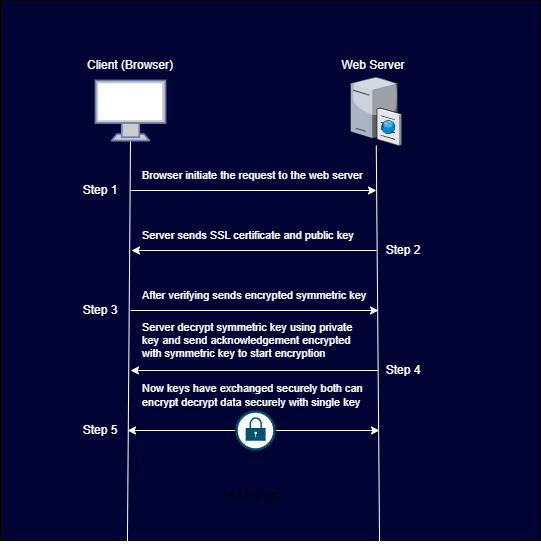 Client (Browser)
Web Server
Step 1
Browser initiate the request to the web server
Server sends SSL certificate and public key
Step 2
Step 3
After verifying sends encrypted symmetric key
Server decrypt symmetric key using private
key and send acknowledgement encrypted
with symmetric key to start encryption
Step 4
Now keys have exchanged securely both can
encrypt decrypt data securely with single key
Step 5